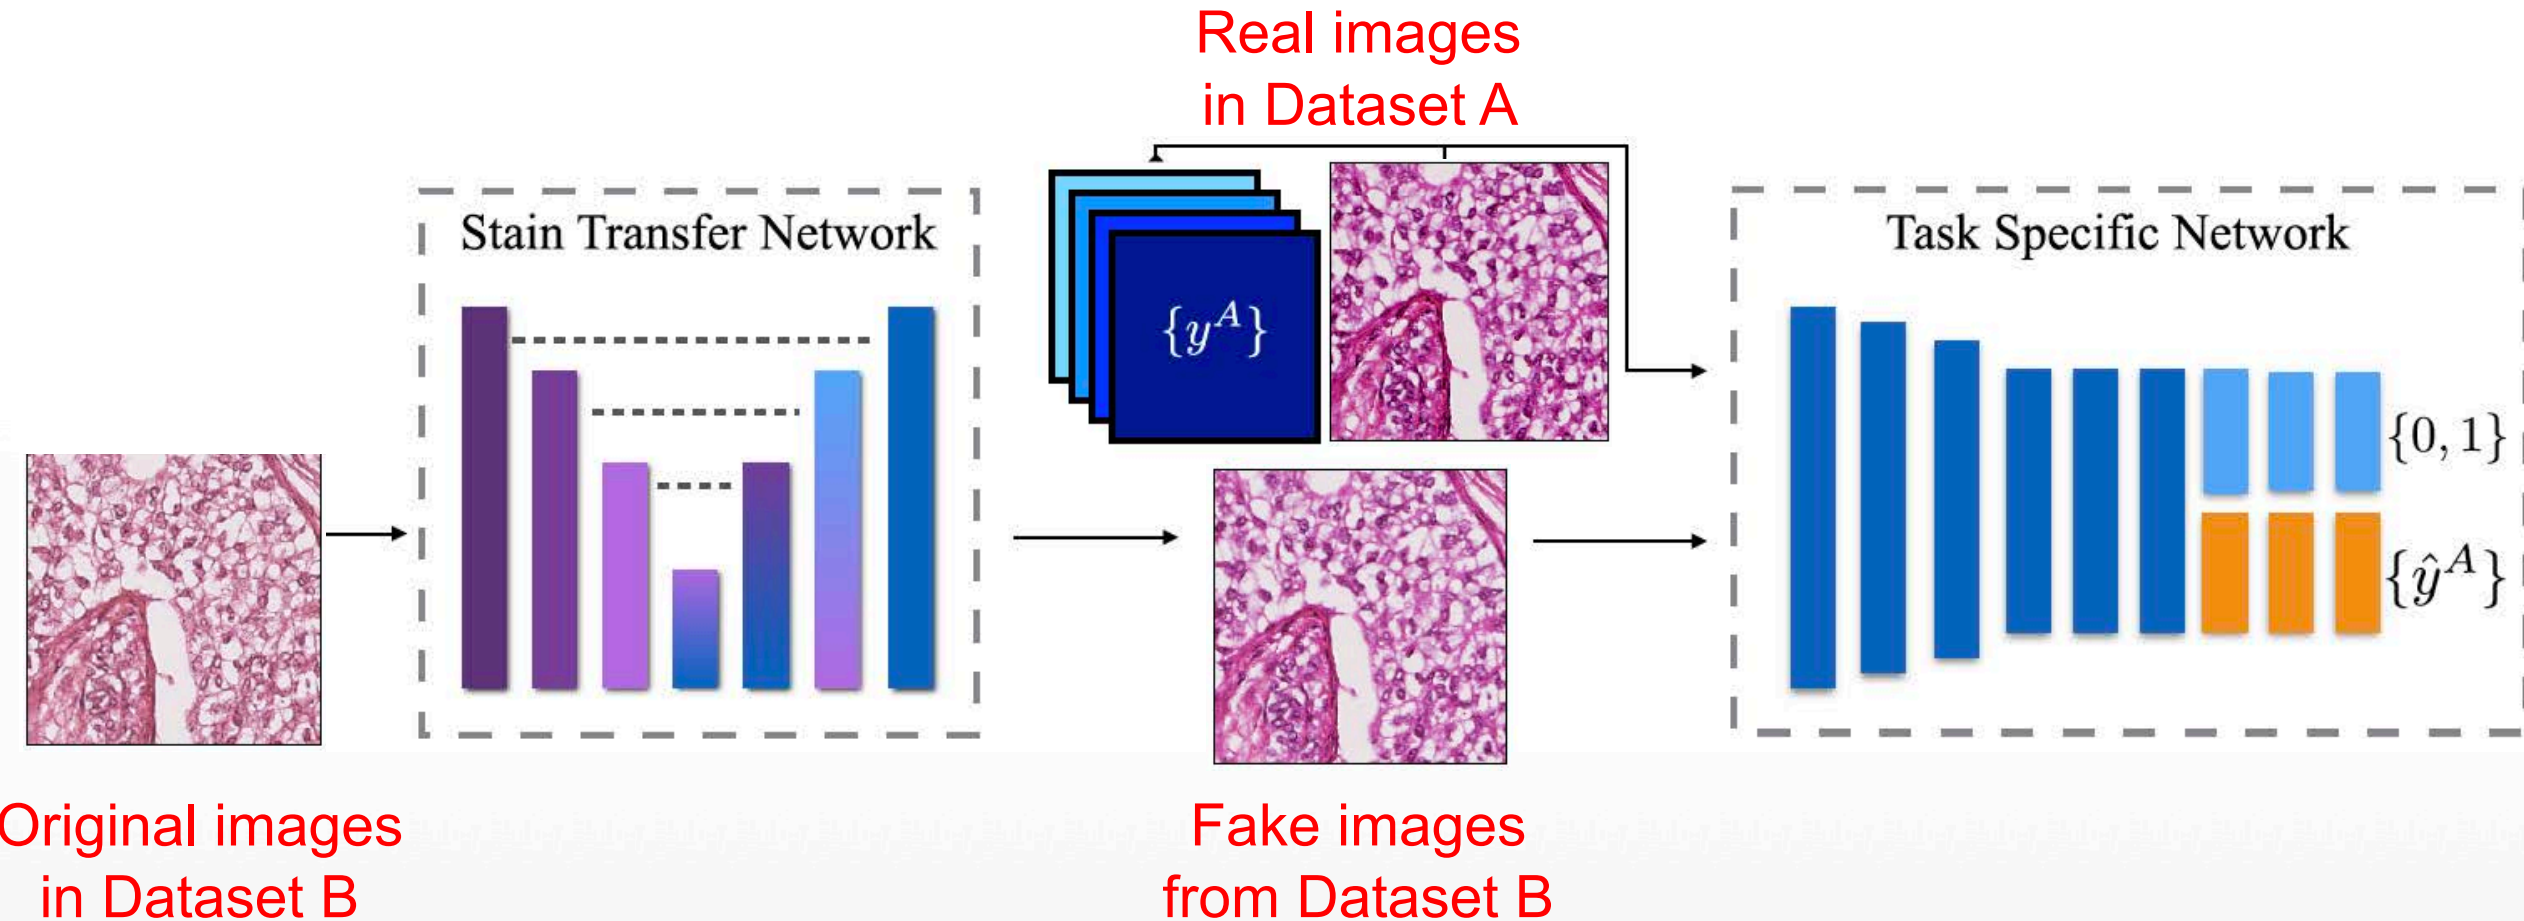 Real images
in Dataset A
Stain Transfer Network
Task Specific Network
{y^A}
{0, 1}
{ŷ^A}
Original images
in Dataset B
Fake images
from Dataset B